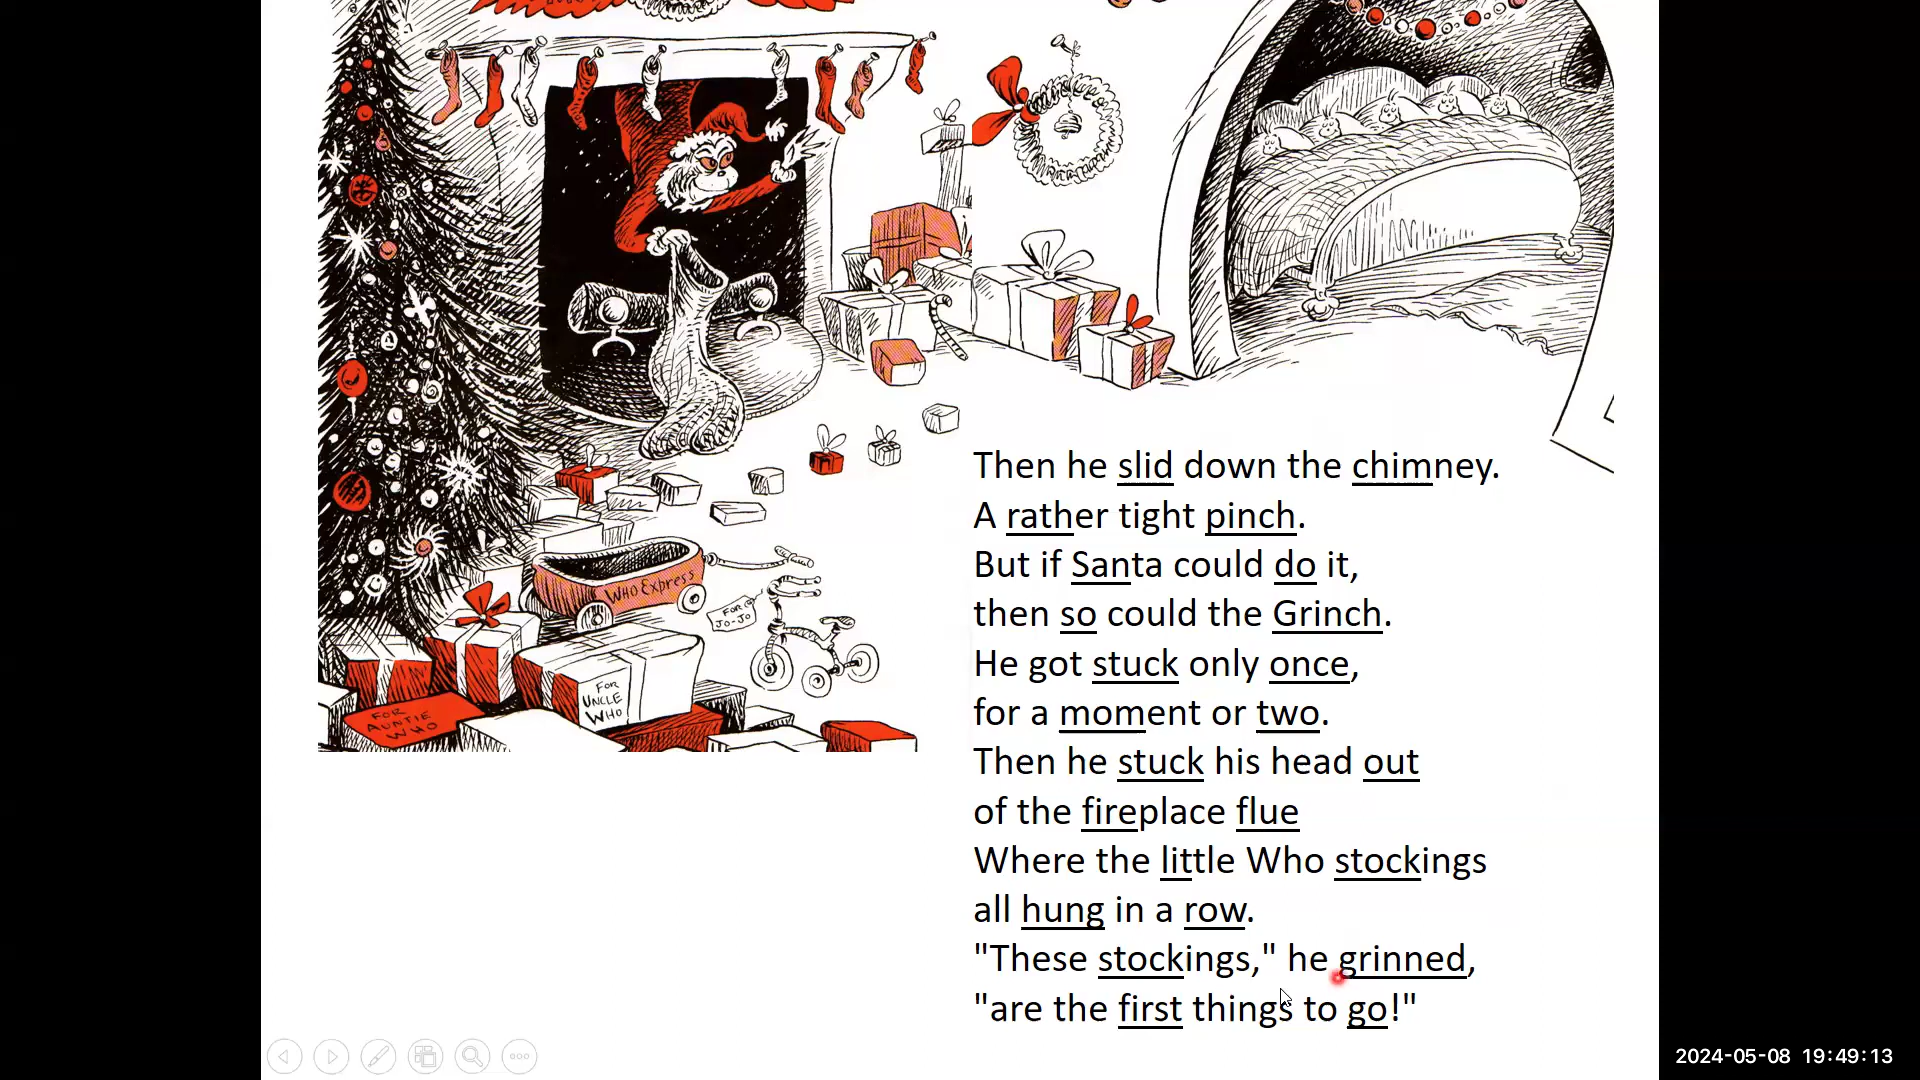 Then he slid down the chimney.
A rather tight pinch.
But if Santa could do it,
then so could the Grinch.
He got stuck only once,
for a moment or two.
Then he stuck his head out
of the fireplace flue
Where the little Who stockings
all hung in a row.
"These stockings," he grinned,
"are the first things to go!"
WHO EXPRESS
FOR
JO-JO
FOR
UNCLE
WHO
FOR
AUNTIE
WHO
2024-05-08 19:49:13